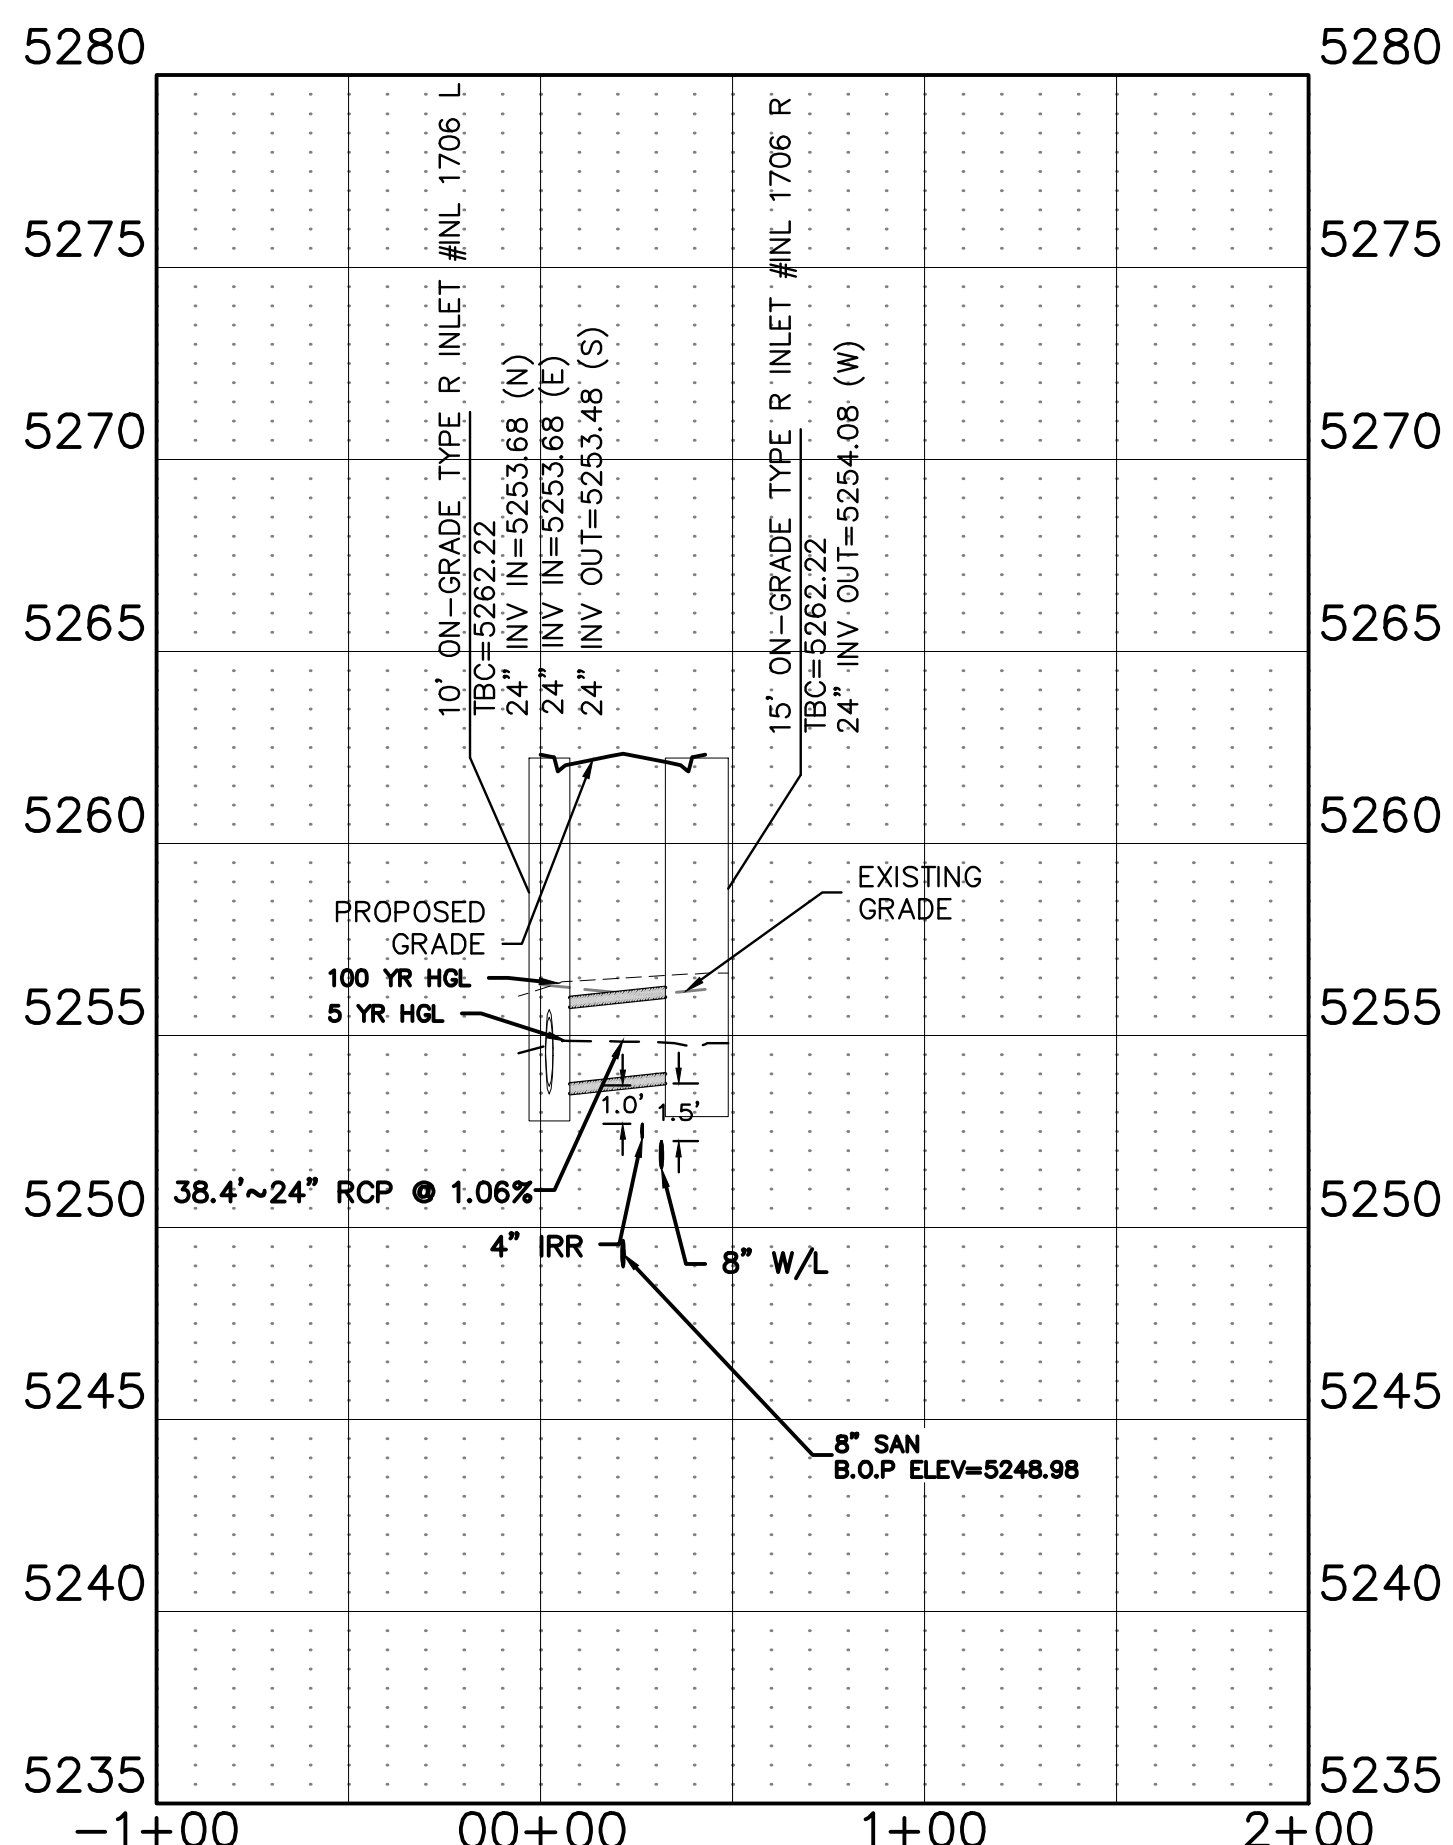 5280
5280
5275
5275
5270
5270
5265
5265
5260
5260
5255
5255
5250
5250
5245
5245
5240
5240
5235
5235
-1+00
00+00
1+00
2+00
10' ON-GRADE TYPE R INLET #INL 1706 L
TBC=5262.22
24" INV IN=5253.68 (N)
24" INV IN=5253.68 (E)
24" INV OUT=5253.48 (S)
15' ON-GRADE TYPE R INLET #INL 1706 R
TBC=5262.22
24" INV OUT=5254.08 (W)
PROPOSED
GRADE
EXISTING
GRADE
100 YR HGL
5 YR HGL
1.0'
1.5'
38.4'~24" RCP @ 1.06%
4" IRR
8" W/L
8" SAN
B.O.P ELEV=5248.98